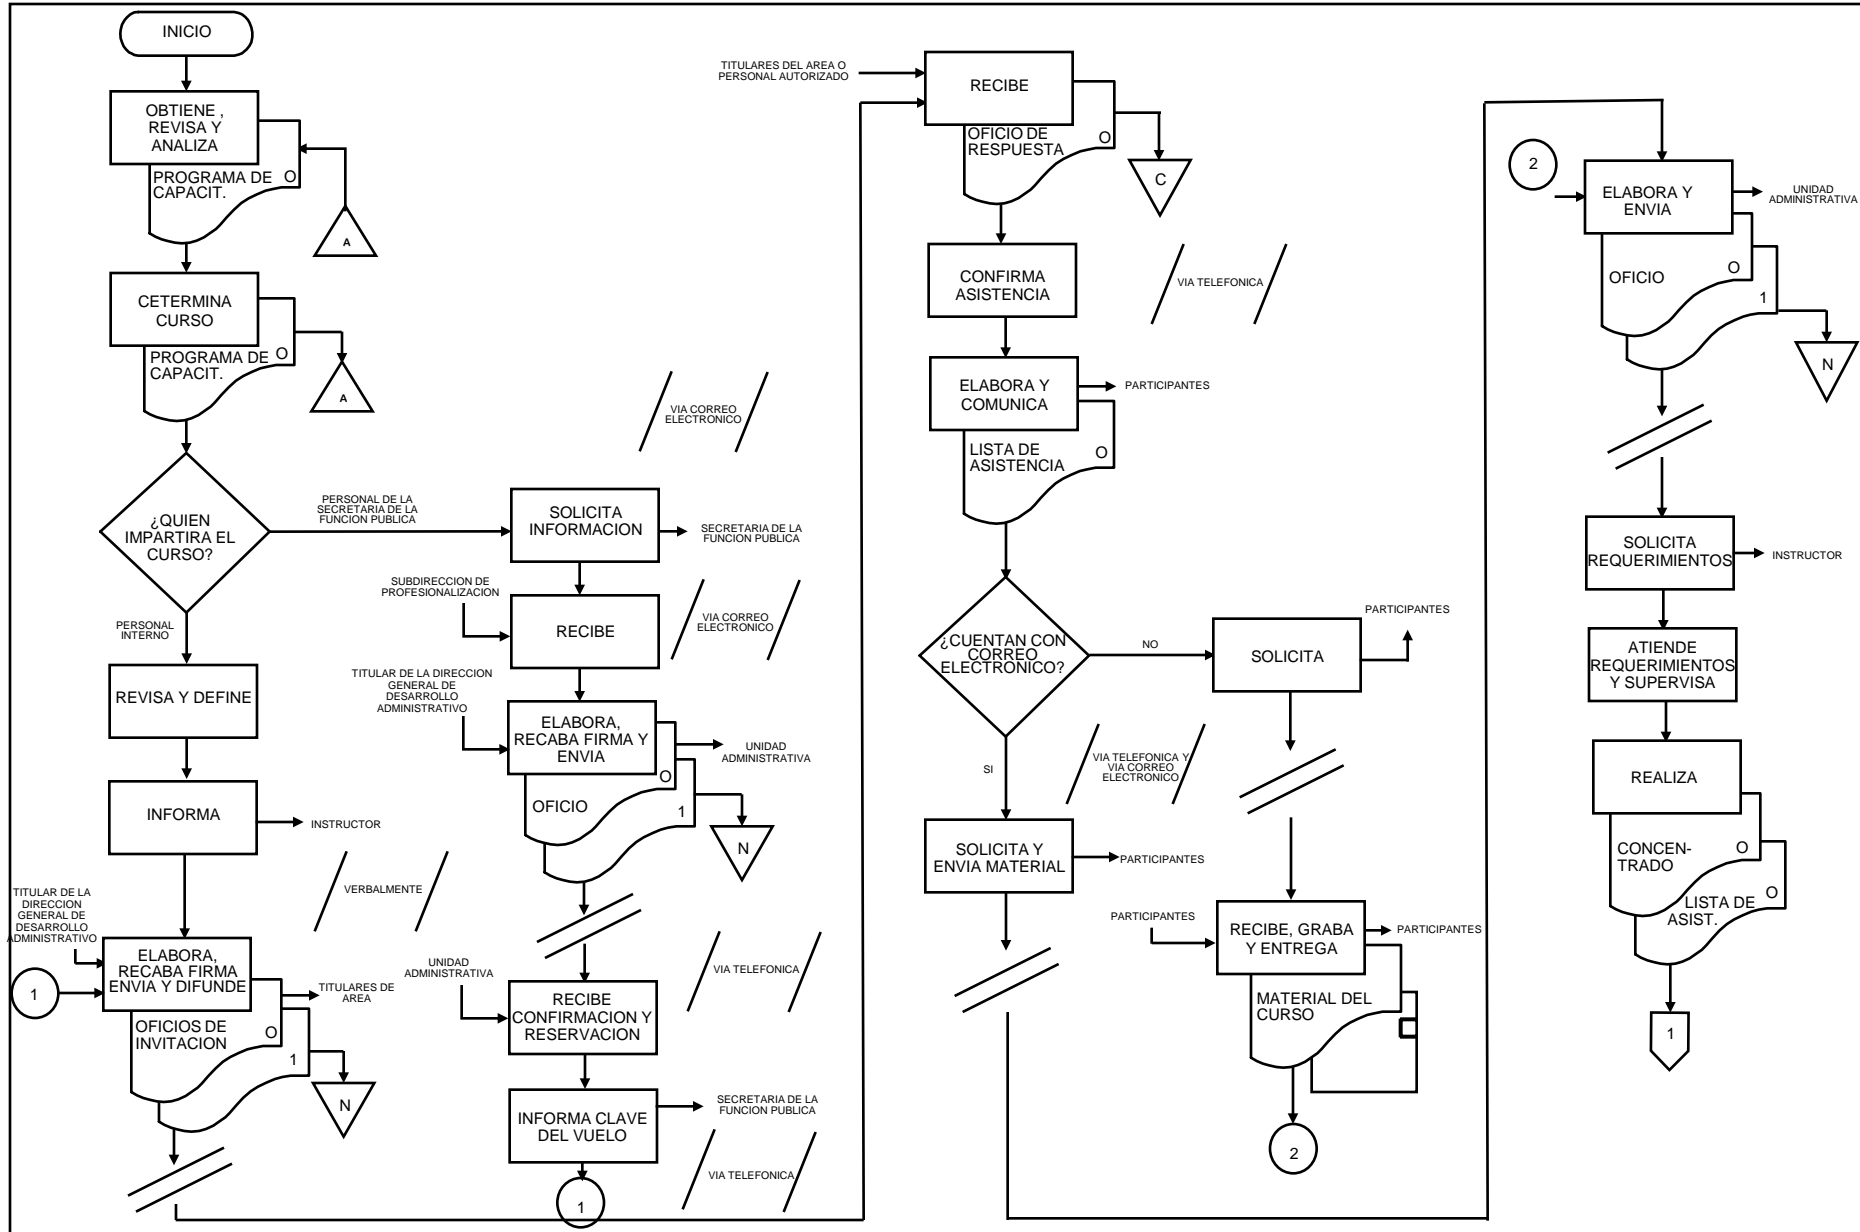 INICIO
OBTIENE ,
REVISA Y
ANALIZA
PROGRAMA DE
CAPACIT.
O
A
CETERMINA
CURSO
PROGRAMA DE
CAPACIT.
O
A
¿QUIEN
IMPARTIRA EL
CURSO?
PERSONAL DE LA
SECRETARIA DE LA
FUNCION PUBLICA
PERSONAL
INTERNO
REVISA Y DEFINE
INFORMA
INSTRUCTOR
VERBALMENTE
TITULAR DE LA
DIRECCION
GENERAL DE
DESARROLLO
ADMINISTRATIVO
1
ELABORA,
RECABA FIRMA
ENVIA Y DIFUNDE
TITULARES DE
AREA
OFICIOS DE
INVITACION
O
1
N
VIA CORREO
ELECTRONICO
SOLICITA
INFORMACION
SECRETARIA DE LA
FUNCION PUBLICA
SUBDIRECCION DE
PROFESIONALIZACION
RECIBE
VIA CORREO
ELECTRONICO
TITULAR DE LA DIRECCION
GENERAL DE
DESARROLLO
ADMINISTRATIVO
ELABORA,
RECABA FIRMA Y
ENVIA
UNIDAD
ADMINISTRATIVA
OFICIO
O
1
N
UNIDAD
ADMINISTRATIVA
RECIBE
CONFIRMACION Y
RESERVACION
VIA TELEFONICA
INFORMA CLAVE
DEL VUELO
SECRETARIA DE LA
FUNCION PUBLICA
VIA TELEFONICA
1
TITULARES DEL AREA O
PERSONAL AUTORIZADO
RECIBE
OFICIO DE
RESPUESTA
O
C
CONFIRMA
ASISTENCIA
VIA TELEFONICA
ELABORA Y
COMUNICA
PARTICIPANTES
LISTA DE
ASISTENCIA
O
¿CUENTAN CON
CORREO
ELECTRONICO?
NO
SI
SOLICITA
PARTICIPANTES
VIA TELEFONICA Y
VIA CORREO
ELECTRONICO
SOLICITA Y
ENVIA MATERIAL
PARTICIPANTES
PARTICIPANTES
RECIBE, GRABA
Y ENTREGA
PARTICIPANTES
MATERIAL DEL
CURSO
2
2
ELABORA Y
ENVIA
UNIDAD
ADMINISTRATIVA
OFICIO
O
1
N
SOLICITA
REQUERIMIENTOS
INSTRUCTOR
ATIENDE
REQUERIMIENTOS
Y SUPERVISA
REALIZA
CONCEN-
TRADO
O
LISTA DE
ASIST.
O
1